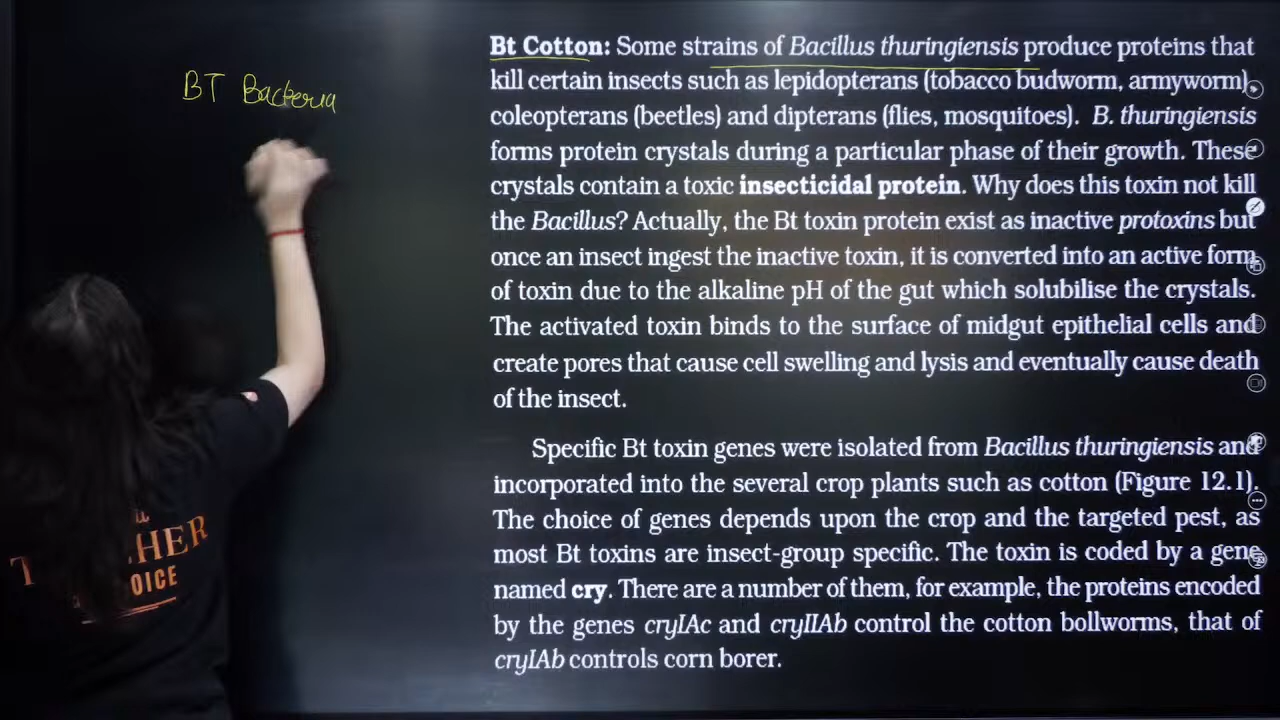 BT Bacteria
Bt Cotton: Some strains of Bacillus thuringiensis produce proteins that
kill certain insects such as lepidopterans (tobacco budworm, armyworm),
coleopterans (beetles) and dipterans (flies, mosquitoes). B. thuringiensis
forms protein crystals during a particular phase of their growth. These
crystals contain a toxic insecticidal protein. Why does this toxin not kill
the Bacillus? Actually, the Bt toxin protein exist as inactive protoxins but
once an insect ingest the inactive toxin, it is converted into an active form
of toxin due to the alkaline pH of the gut which solubilise the crystals.
The activated toxin binds to the surface of midgut epithelial cells and
create pores that cause cell swelling and lysis and eventually cause death
of the insect.
Specific Bt toxin genes were isolated from Bacillus thuringiensis and
incorporated into the several crop plants such as cotton (Figure 12.1).
The choice of genes depends upon the crop and the targeted pest, as
most Bt toxins are insect-group specific. The toxin is coded by a gene
named cry. There are a number of them, for example, the proteins encoded
by the genes cryIAc and cryIIAb control the cotton bollworms, that of
cryIAb controls corn borer.